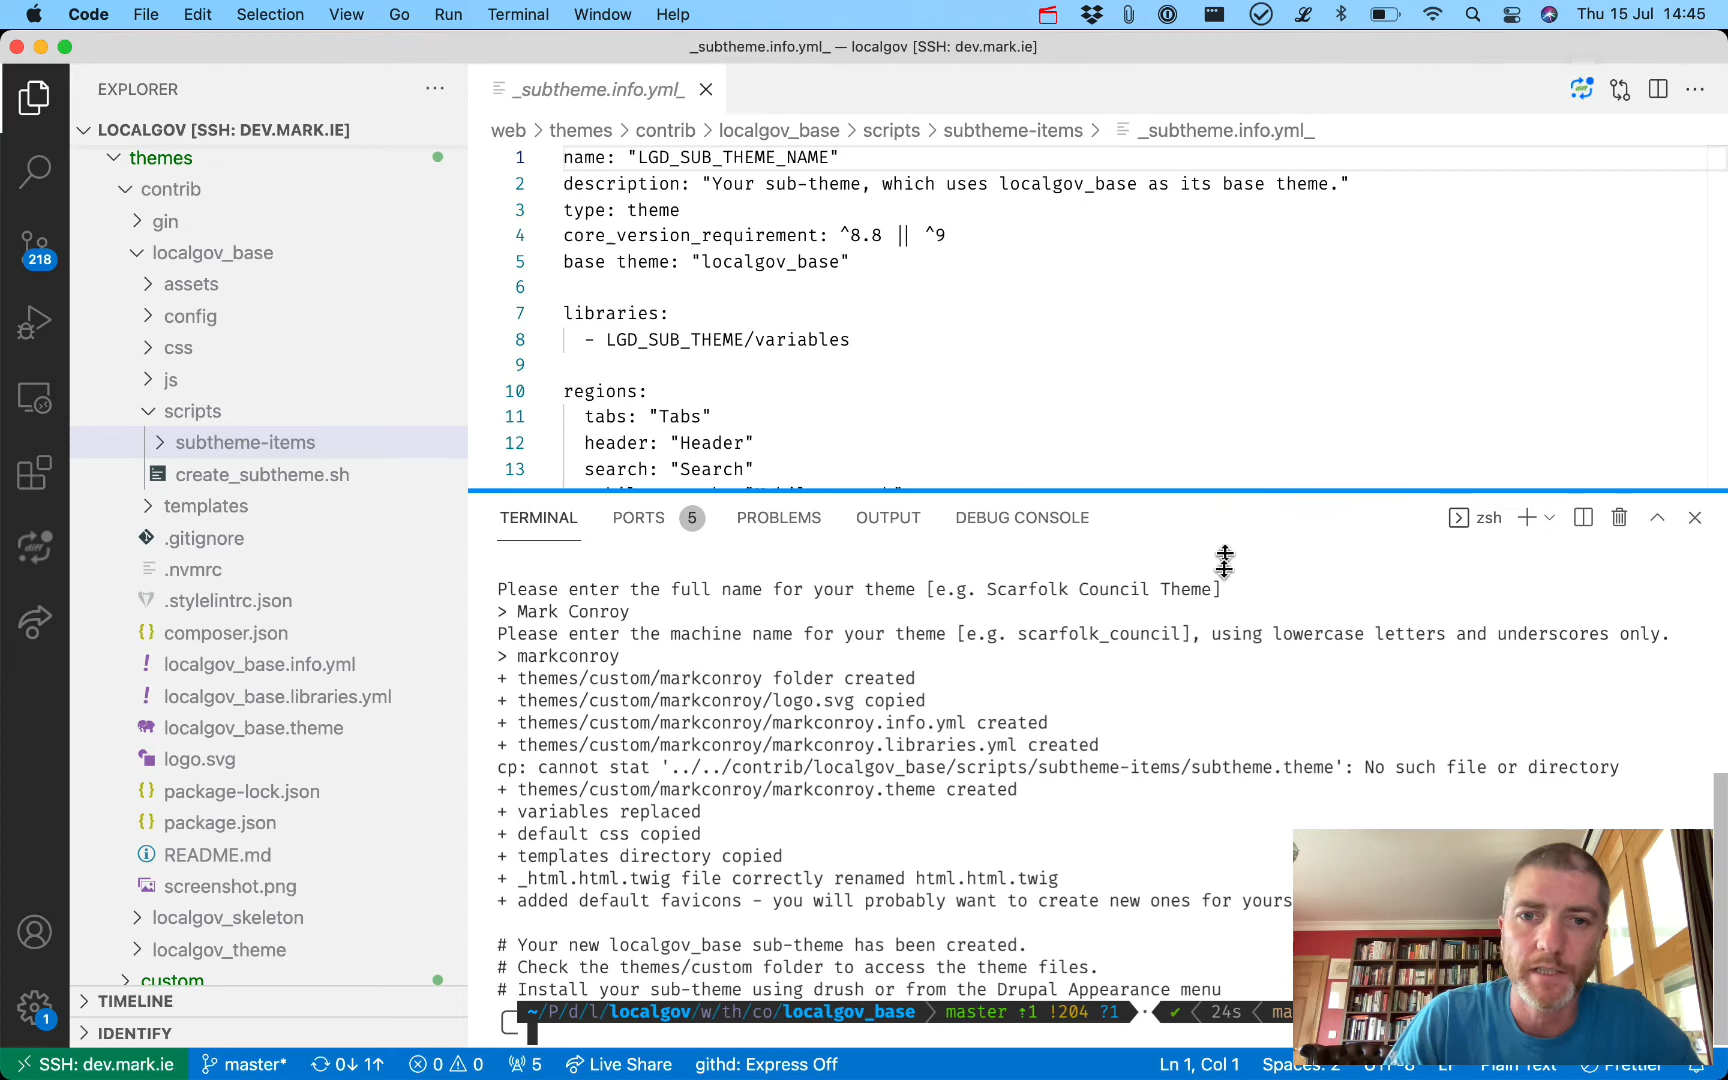 Code File Edit Selection View Go Run Terminal Window Help Thu 15 Jul 14:45
_subtheme.info.yml_ — localgov [SSH: dev.mark.ie]
EXPLORER
LOCALGOV [SSH: DEV.MARK.IE]
themes
contrib
gin
localgov_base
assets
config
css
js
scripts
subtheme-items
create_subtheme.sh
templates
.gitignore
.nvmrc
.stylelintrc.json
composer.json
localgov_base.info.yml
localgov_base.libraries.yml
localgov_base.theme
logo.svg
package-lock.json
package.json
README.md
screenshot.png
localgov_skeleton
localgov_theme
custom
TIMELINE
IDENTIFY
218
diff
1
_subtheme.info.yml_
diff
web > themes > contrib > localgov_base > scripts > subtheme-items > _subtheme.info.yml_
1 name: "LGD_SUB_THEME_NAME"
2 description: "Your sub-theme, which uses localgov_base as its base theme."
3 type: theme
4 core_version_requirement: ^8.8 || ^9
5 base theme: "localgov_base"
6
7 libraries:
8 - LGD_SUB_THEME/variables
9
10 regions:
11 tabs: "Tabs"
12 header: "Header"
13 search: "Search"
TERMINAL PORTS 5 PROBLEMS OUTPUT DEBUG CONSOLE zsh
Please enter the full name for your theme [e.g. Scarfolk Council Theme]
> Mark Conroy
Please enter the machine name for your theme [e.g. scarfolk_council], using lowercase letters and underscores only.
> markconroy
+ themes/custom/markconroy folder created
+ themes/custom/markconroy/logo.svg copied
+ themes/custom/markconroy/markconroy.info.yml created
+ themes/custom/markconroy/markconroy.libraries.yml created
cp: cannot stat '../../contrib/localgov_base/scripts/subtheme-items/subtheme.theme': No such file or directory
+ themes/custom/markconroy/markconroy.theme created
+ variables replaced
+ default css copied
+ templates directory copied
+ _html.html.twig file correctly renamed html.html.twig
+ added default favicons - you will probably want to create new ones for yours
# Your new localgov_base sub-theme has been created.
# Check the themes/custom folder to access the theme files.
# Install your sub-theme using drush or from the Drupal Appearance menu
~/P/d/l/localgov/w/th/co/localgov_base > master ⇡1 !204 ?1 ✔ < 24s < ma
SSH: dev.mark.ie master* 0↓ 1↑ 0 0 5 Live Share githd: Express Off Ln 1, Col 1